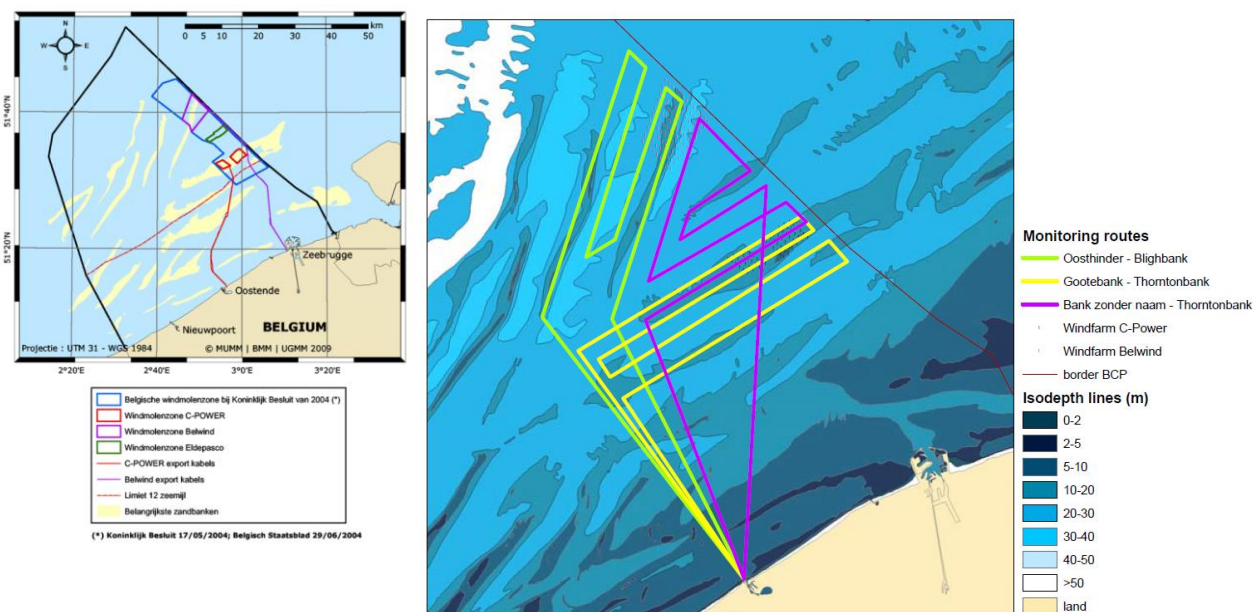 km
0 5 10 20 30 40 50
N
W E
S
51°40'N
51°20'N
Zeebrugge
Oostende
Nieuwpoort
BELGIUM
Projectie : UTM 31 - WGS 1984
© MUMM | BMM | UGMM 2009
2°20'E 2°40'E 3°0'E 3°20'E
Belgische windmolenzone bij Koninklijk Besluit van 2004 (*)
Windmolenzone C-POWER
Windmolenzone Belwind
Windmolenzone Eldepasco
C-POWER export kabels
Belwind export kabels
Limiet 12 zeemijl
Belangrijkste zandbanken
(*) Koninklijk Besluit 17/05/2004; Belgisch Staatsblad 29/06/2004
Monitoring routes
Oosthinder - Blighbank
Gootebank - Thorntonbank
Bank zonder naam - Thorntonbank
Windfarm C-Power
Windfarm Belwind
border BCP
Isodepth lines (m)
0-2
2-5
5-10
10-20
20-30
30-40
40-50
>50
land